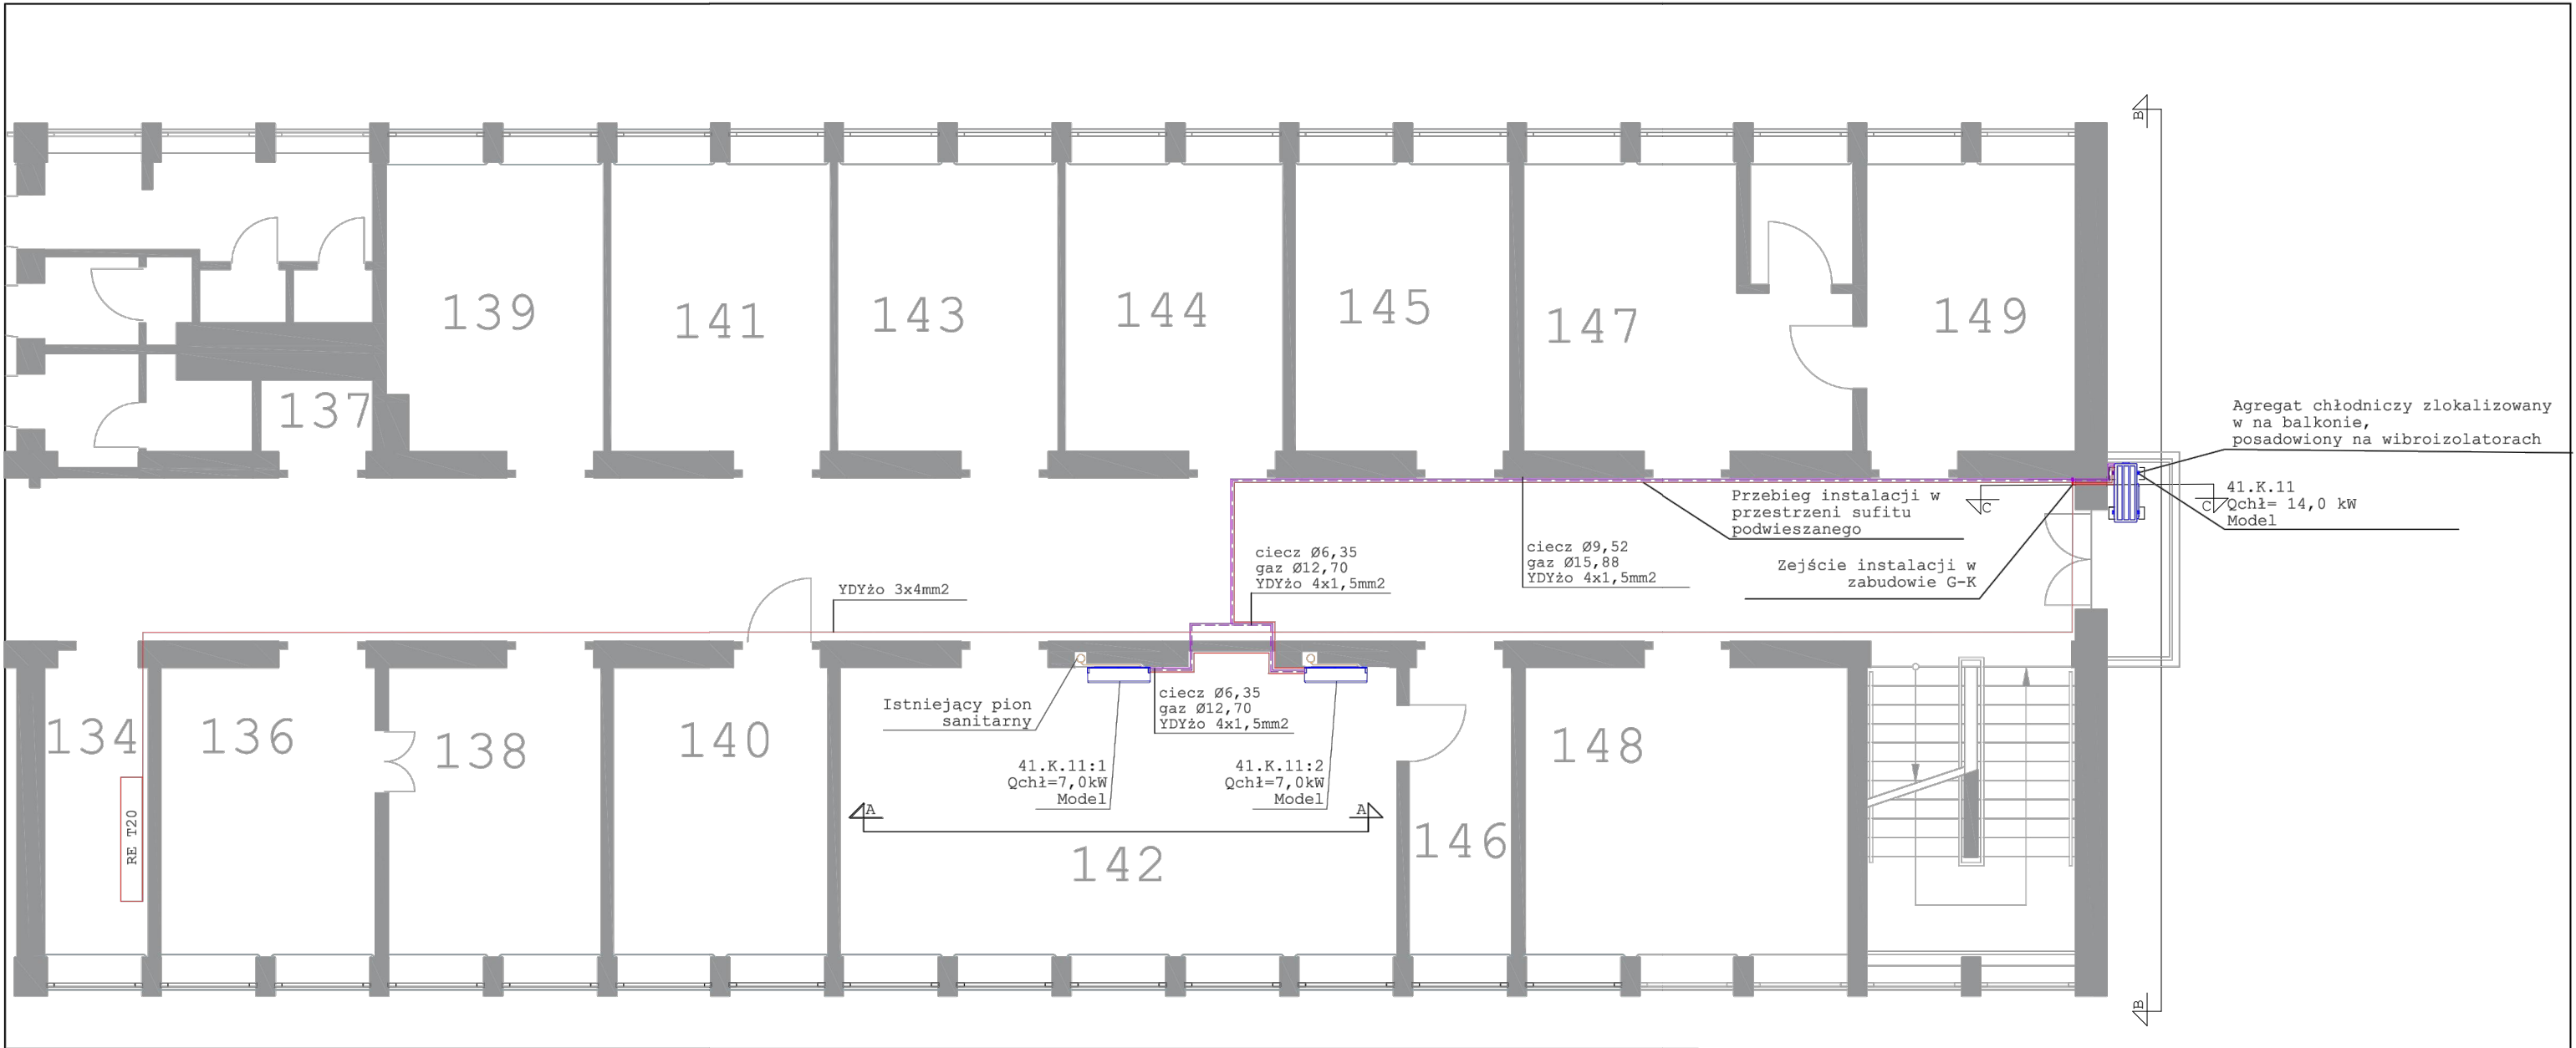 B
139
141
143
144
145
147
149
137
Agregat chłodniczy zlokalizowany
w na balkonie,
posadowiony na wibroizolatorach
41.K.11
Qchł= 14,0 kW
Model
C
C
Przebieg instalacji w
przestrzeni sufitu
podwieszanego
ciecz Ø9,52
gaz Ø15,88
YDYżo 4x1,5mm2
ciecz Ø6,35
gaz Ø12,70
YDYżo 4x1,5mm2
Zejście instalacji w
zabudowie G-K
YDYżo 3x4mm2
Q
Q
Istniejący pion
sanitarny
ciecz Ø6,35
gaz Ø12,70
YDYżo 4x1,5mm2
134
136
138
140
148
41.K.11:1
Qchł=7,0kW
Model
41.K.11:2
Qchł=7,0kW
Model
A
A
RE T20
142
146
B